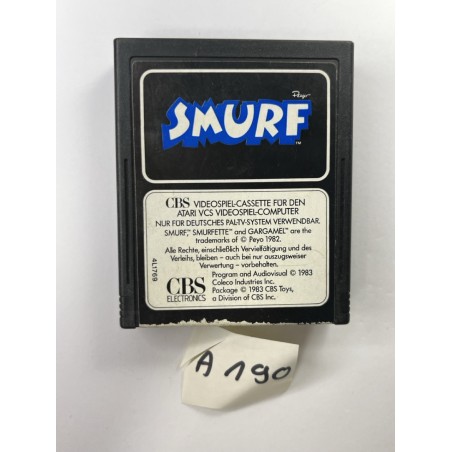 Peyo
SMURF
™
CBS VIDEOSPIEL-CASSETTE FÜR DEN
ATARI VCS VIDEOSPIEL-COMPUTER
NUR FÜR DEUTSCHES PAL-TV-SYSTEM VERWENDBAR.
SMURF, SMURFETTE and GARGAMEL are the
trademarks of © Peyo 1982.
Alle Rechte, einschließlich Vervielfältigung und des
Verleihs, bleiben – auch bei nur auszugsweiser
Verwertung – vorbehalten.
Program and Audiovisual © 1983
Coleco Industries Inc.
Package © 1983 CBS Toys,
a Division of CBS Inc.
CBS
ELECTRONICS
4L1769
A 190